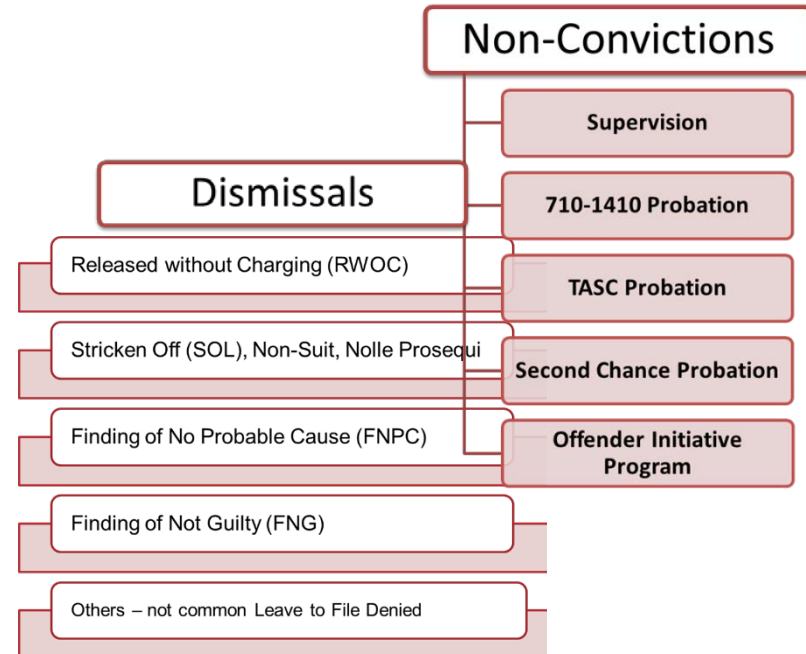 Non-Convictions
Supervision
710-1410 Probation
TASC Probation
Second Chance Probation
Offender Initiative
Program
Dismissals
Released without Charging (RWOC)
Stricken Off (SOL), Non-Suit, Nolle Prosequi
Finding of No Probable Cause (FNPC)
Finding of Not Guilty (FNG)
Others – not common Leave to File Denied